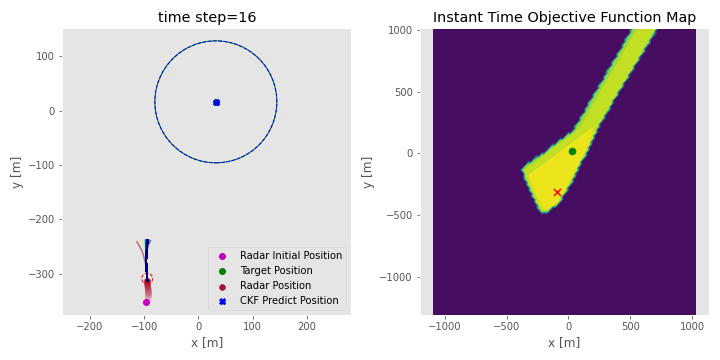 time step=16
100
0
−100
−200
−300
y [m]
−200
−100
0
100
200
x [m]
Radar Initial Position
Target Position
Radar Position
CKF Predict Position
Instant Time Objective Function Map
1000
500
0
−500
−1000
y [m]
−1000
−500
0
500
1000
x [m]